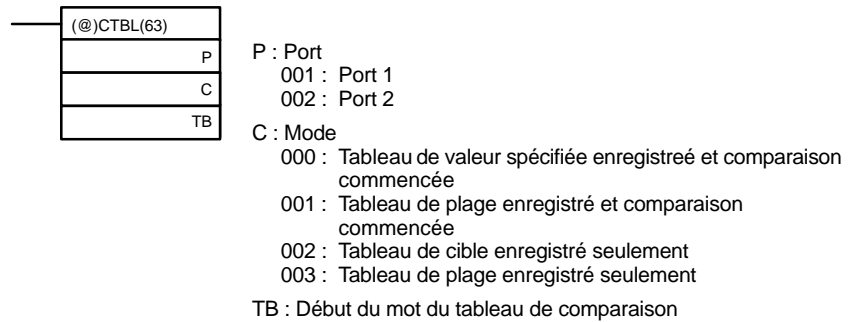 (@)CTBL(63)
P
C
TB
P : Port
001 : Port 1
002 : Port 2
C : Mode
000 : Tableau de valeur spécifiée enregistreé et comparaison
commencée
001 : Tableau de plage enregistré et comparaison
commencée
002 : Tableau de cible enregistré seulement
003 : Tableau de plage enregistré seulement
TB : Début du mot du tableau de comparaison